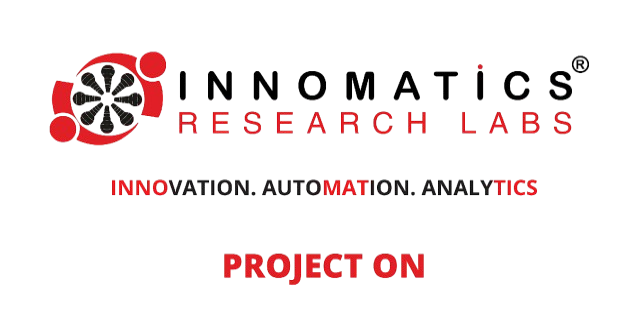 INNOMATICS®
RESEARCH LABS
INNOVATION. AUTOMATION. ANALYTICS
PROJECT ON